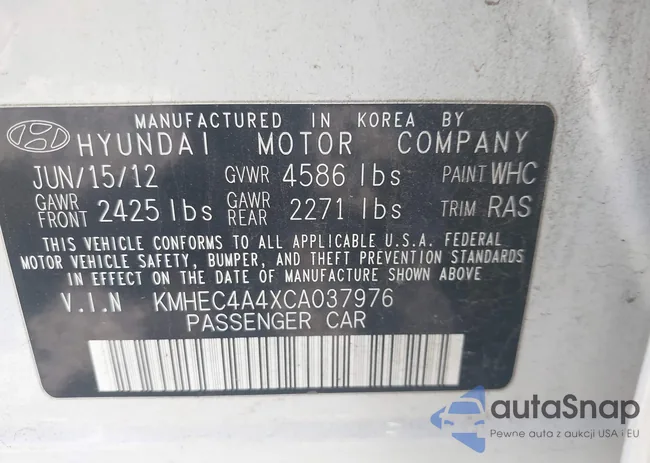 MANUFACTURED IN KOREA BY
HYUNDAI MOTOR COMPANY
JUN/15/12 GVWR 4586 lbs PAINT WHC
GAWR FRONT 2425 lbs GAWR REAR 2271 lbs TRIM RAS
THIS VEHICLE CONFORMS TO ALL APPLICABLE U.S.A. FEDERAL
MOTOR VEHICLE SAFETY, BUMPER, AND THEFT PREVENTION STANDARDS
IN EFFECT ON THE DATE OF MANUFACTURE SHOWN ABOVE.
V.I.N KMHEC4A4XCA037976
PASSENGER CAR
autoSnap
Pewne auta z aukcji USA i EU